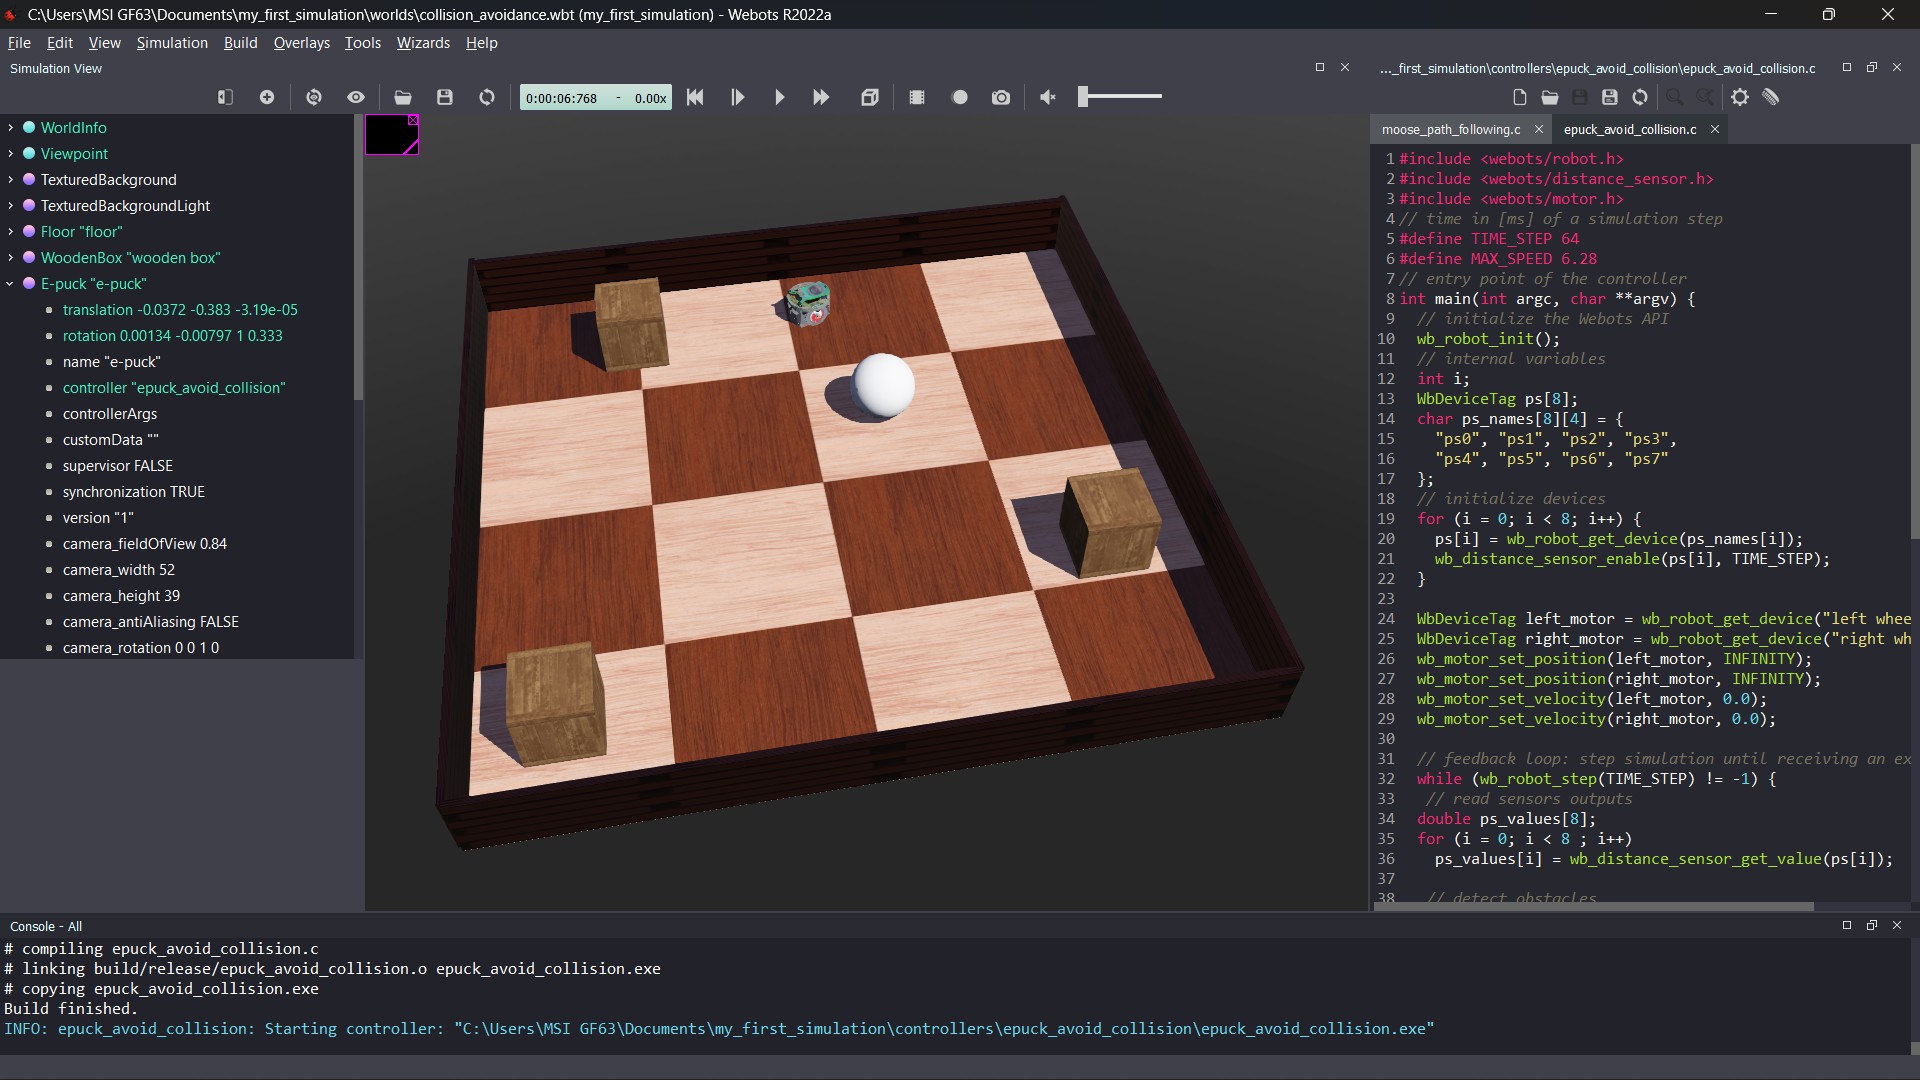 C:\Users\MSI GF63\Documents\my_first_simulation\worlds\collision_avoidance.wbt (my_first_simulation) - Webots R2022a
File Edit View Simulation Build Overlays Tools Wizards Help
Simulation View
0:00:06:768 - 0.00x
WorldInfo
Viewpoint
TexturedBackground
TexturedBackgroundLight
Floor "floor"
WoodenBox "wooden box"
E-puck "e-puck"
translation -0.0372 -0.383 -3.19e-05
rotation 0.00134 -0.00797 1 0.333
name "e-puck"
controller "epuck_avoid_collision"
controllerArgs
customData ""
supervisor FALSE
synchronization TRUE
version "1"
camera_fieldOfView 0.84
camera_width 52
camera_height 39
camera_antiAliasing FALSE
camera_rotation 0 0 1 0
..._first_simulation\controllers\epuck_avoid_collision\epuck_avoid_collision.c
moose_path_following.c epuck_avoid_collision.c
1 #include <webots/robot.h>
2 #include <webots/distance_sensor.h>
3 #include <webots/motor.h>
4 // time in [ms] of a simulation step
5 #define TIME_STEP 64
6 #define MAX_SPEED 6.28
7 // entry point of the controller
8 int main(int argc, char **argv) {
9 // initialize the Webots API
10 wb_robot_init();
11 // internal variables
12 int i;
13 WbDeviceTag ps[8];
14 char ps_names[8][4] = {
15 "ps0", "ps1", "ps2", "ps3",
16 "ps4", "ps5", "ps6", "ps7"
17 };
18 // initialize devices
19 for (i = 0; i < 8; i++) {
20 ps[i] = wb_robot_get_device(ps_names[i]);
21 wb_distance_sensor_enable(ps[i], TIME_STEP);
22 }
23
24 WbDeviceTag left_motor = wb_robot_get_device("left whee
25 WbDeviceTag right_motor = wb_robot_get_device("right wh
26 wb_motor_set_position(left_motor, INFINITY);
27 wb_motor_set_position(right_motor, INFINITY);
28 wb_motor_set_velocity(left_motor, 0.0);
29 wb_motor_set_velocity(right_motor, 0.0);
30
31 // feedback loop: step simulation until receiving an ex
32 while (wb_robot_step(TIME_STEP) != -1) {
33 // read sensors outputs
34 double ps_values[8];
35 for (i = 0; i < 8 ; i++)
36 ps_values[i] = wb_distance_sensor_get_value(ps[i]);
37
38 // detect obstacles
Console - All
# compiling epuck_avoid_collision.c
# linking build/release/epuck_avoid_collision.o epuck_avoid_collision.exe
# copying epuck_avoid_collision.exe
Build finished.
INFO: epuck_avoid_collision: Starting controller: "C:\Users\MSI GF63\Documents\my_first_simulation\controllers\epuck_avoid_collision\epuck_avoid_collision.exe"